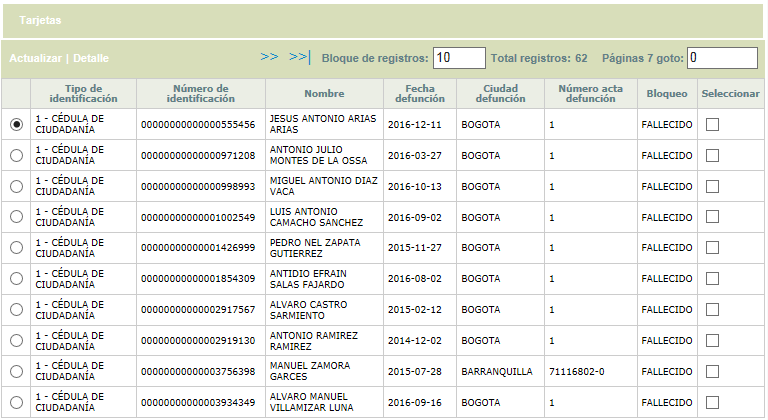 Tarjetas
Actualizar | Detalle >> >>| Bloque de registros: 10 Total registros: 62 Páginas 7 goto: 0
Tipo de identificación Número de identificación Nombre Fecha defunción Ciudad defunción Número acta defunción Bloqueo Seleccionar
1 - CÉDULA DE CIUDADANÍA 00000000000000555456 JESUS ANTONIO ARIAS ARIAS 2016-12-11 BOGOTA 1 FALLECIDO
1 - CÉDULA DE CIUDADANÍA 00000000000000971208 ANTONIO JULIO MONTES DE LA OSSA 2016-03-27 BOGOTA 1 FALLECIDO
1 - CÉDULA DE CIUDADANÍA 00000000000000998993 MIGUEL ANTONIO DIAZ VACA 2016-10-13 BOGOTA 1 FALLECIDO
1 - CÉDULA DE CIUDADANÍA 00000000000001002549 LUIS ANTONIO CAMACHO SANCHEZ 2016-09-02 BOGOTA 1 FALLECIDO
1 - CÉDULA DE CIUDADANÍA 00000000000001426999 PEDRO NEL ZAPATA GUTIERREZ 2015-11-27 BOGOTA 1 FALLECIDO
1 - CÉDULA DE CIUDADANÍA 00000000000001854309 ANTIDIO EFRAIN SALAS FAJARDO 2016-08-02 BOGOTA 1 FALLECIDO
1 - CÉDULA DE CIUDADANÍA 00000000000002917567 ALVARO CASTRO SARMIENTO 2015-02-12 BOGOTA 1 FALLECIDO
1 - CÉDULA DE CIUDADANÍA 00000000000002919130 ANTONIO RAMIREZ RAMIREZ 2014-12-02 BOGOTA 1 FALLECIDO
1 - CÉDULA DE CIUDADANÍA 00000000000003756398 MANUEL ZAMORA GARCES 2015-07-28 BARRANQUILLA 71116802-0 FALLECIDO
1 - CÉDULA DE CIUDADANÍA 00000000000003934349 ALVARO MANUEL VILLAMIZAR LUNA 2016-09-16 BOGOTA 1 FALLECIDO